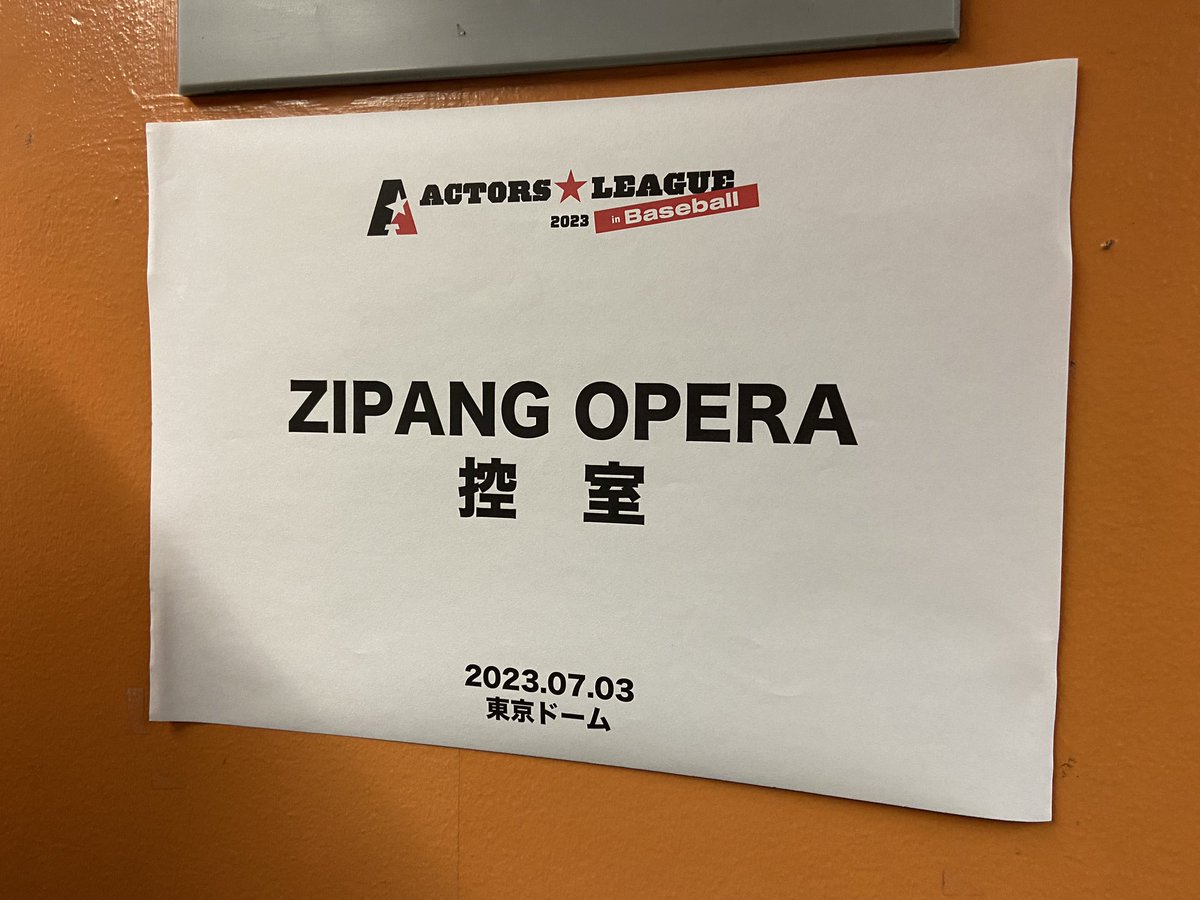 A ACTORS★LEAGUE
2023 in Baseball
ZIPANG OPERA
控 室
2023.07.03
東京ドーム